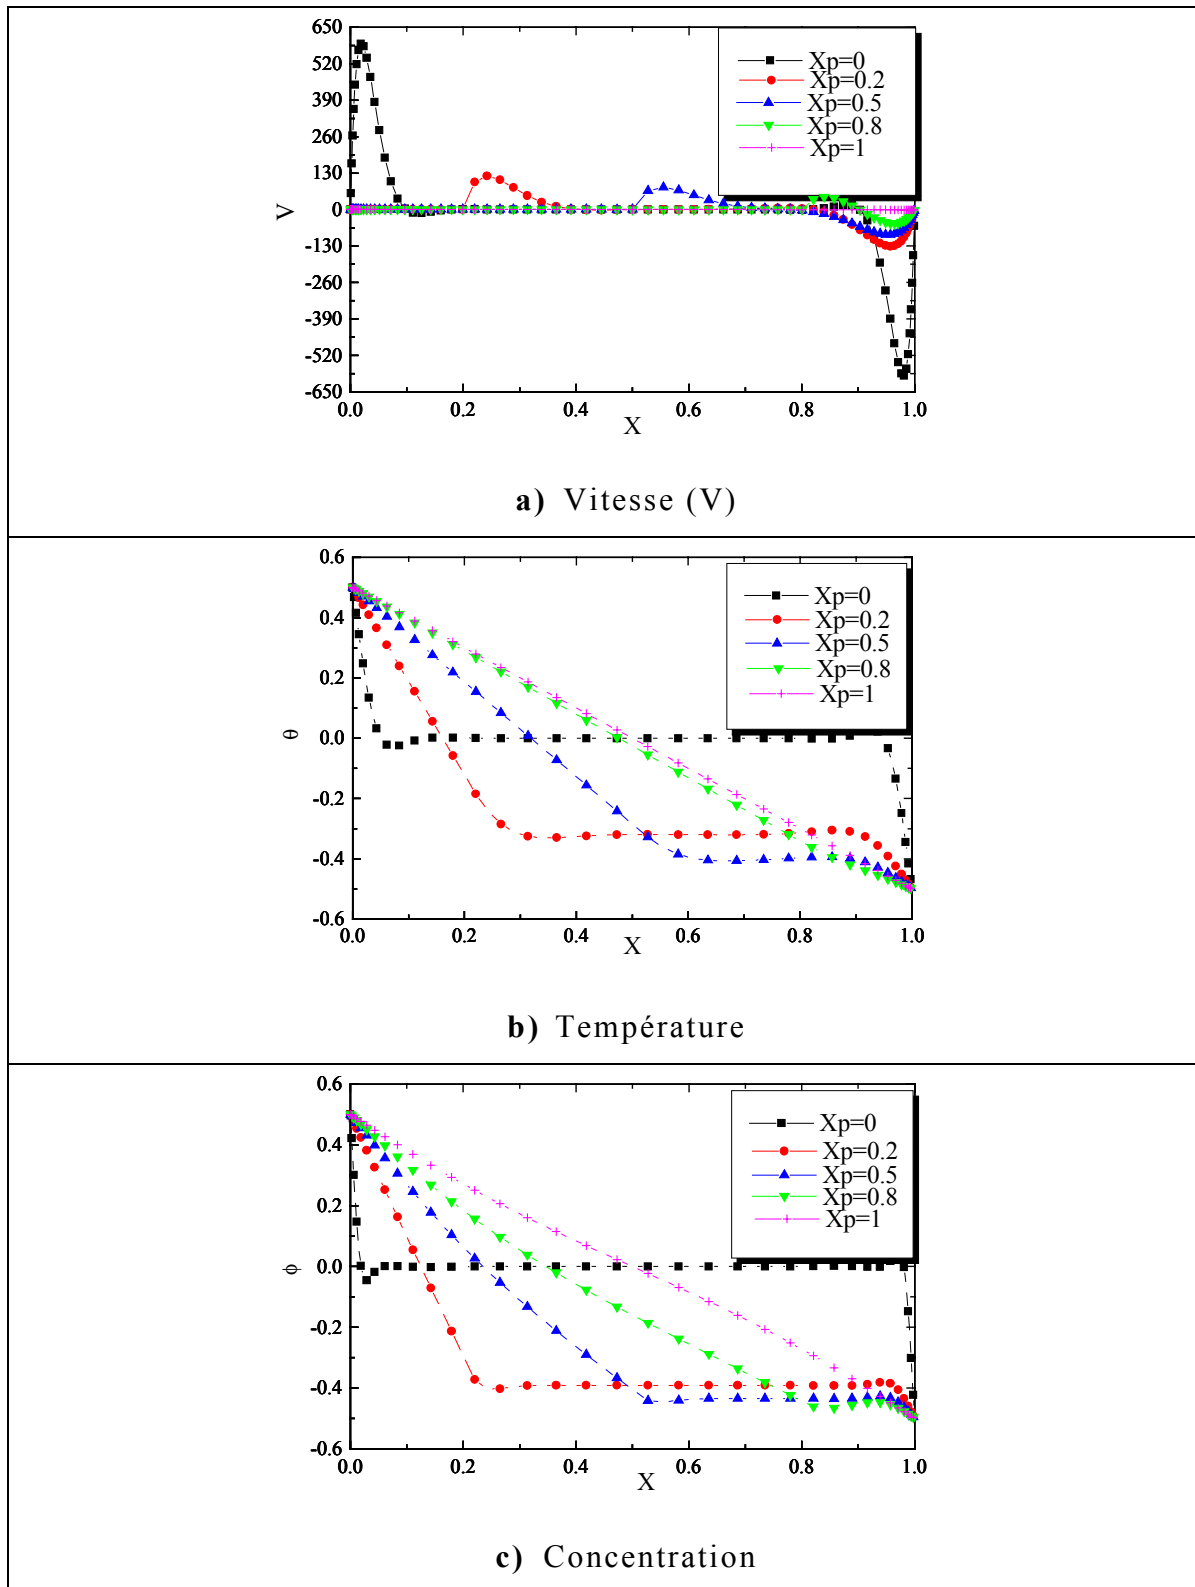 650
520
390
260
130
0
-130
-260
-390
-520
-650
V
0.0 0.2 0.4 0.6 0.8 1.0
X
Xp=0
Xp=0.2
Xp=0.5
Xp=0.8
Xp=1
a) Vitesse (V)
0.6
0.4
0.2
0.0
-0.2
-0.4
-0.6
θ
0.0 0.2 0.4 0.6 0.8 1.0
X
Xp=0
Xp=0.2
Xp=0.5
Xp=0.8
Xp=1
b) Température
0.6
0.4
0.2
0.0
-0.2
-0.4
-0.6
ϕ
0.0 0.2 0.4 0.6 0.8 1.0
X
Xp=0
Xp=0.2
Xp=0.5
Xp=0.8
Xp=1
c) Concentration